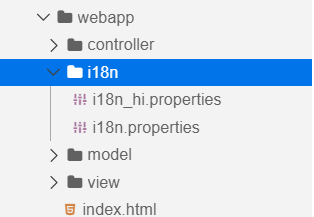 webapp
controller
i18n
i18n_hi.properties
i18n.properties
model
view
index.html